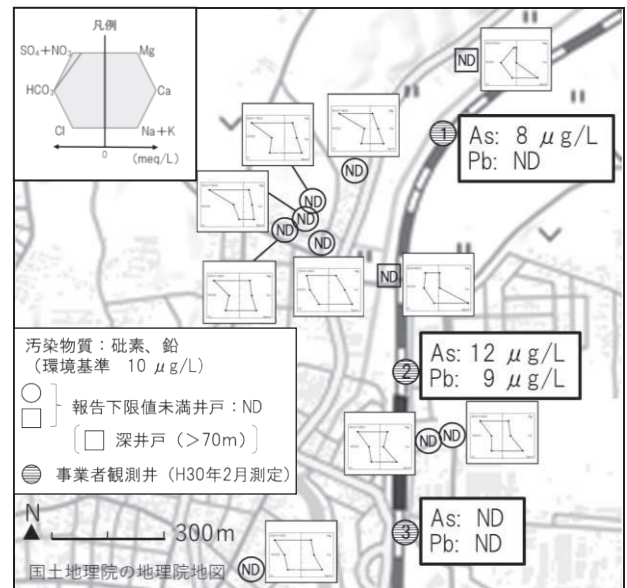 凡例
SO₄+NO₃
Mg
HCO₃
Ca
Cl
Na+K
0
(meq/L)
ND
① As: 8 μg/L
Pb: ND
ND
ND
ND
ND
ND
ND
② As: 12 μg/L
Pb: 9 μg/L
ND
ND
③ As: ND
Pb: ND
ND
汚染物質：砒素、鉛
(環境基準 10 μg/L)
報告下限値未満井戸：ND
深井戸（>70m）
事業者観測井（H30年2月測定）
N
300m
国土地理院の地理院地図